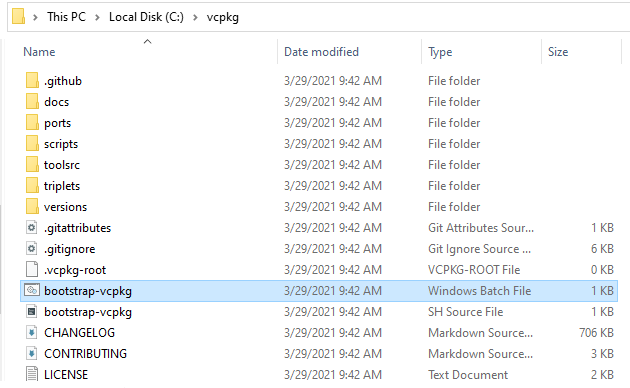 This PC > Local Disk (C:) > vcpkg
Name Date modified Type Size
.github 3/29/2021 9:42 AM File folder
docs 3/29/2021 9:42 AM File folder
ports 3/29/2021 9:42 AM File folder
scripts 3/29/2021 9:42 AM File folder
toolsrc 3/29/2021 9:42 AM File folder
triplets 3/29/2021 9:42 AM File folder
versions 3/29/2021 9:42 AM File folder
.gitattributes 3/29/2021 9:42 AM Git Attributes Sour... 1 KB
.gitignore 3/29/2021 9:42 AM Git Ignore Source ... 6 KB
.vcpkg-root 3/29/2021 9:42 AM VCPKG-ROOT File 0 KB
bootstrap-vcpkg 3/29/2021 9:42 AM Windows Batch File 1 KB
bootstrap-vcpkg 3/29/2021 9:42 AM SH Source File 1 KB
CHANGELOG 3/29/2021 9:42 AM Markdown Source... 706 KB
CONTRIBUTING 3/29/2021 9:42 AM Markdown Source... 3 KB
LICENSE 3/29/2021 9:42 AM Text Document 2 KB